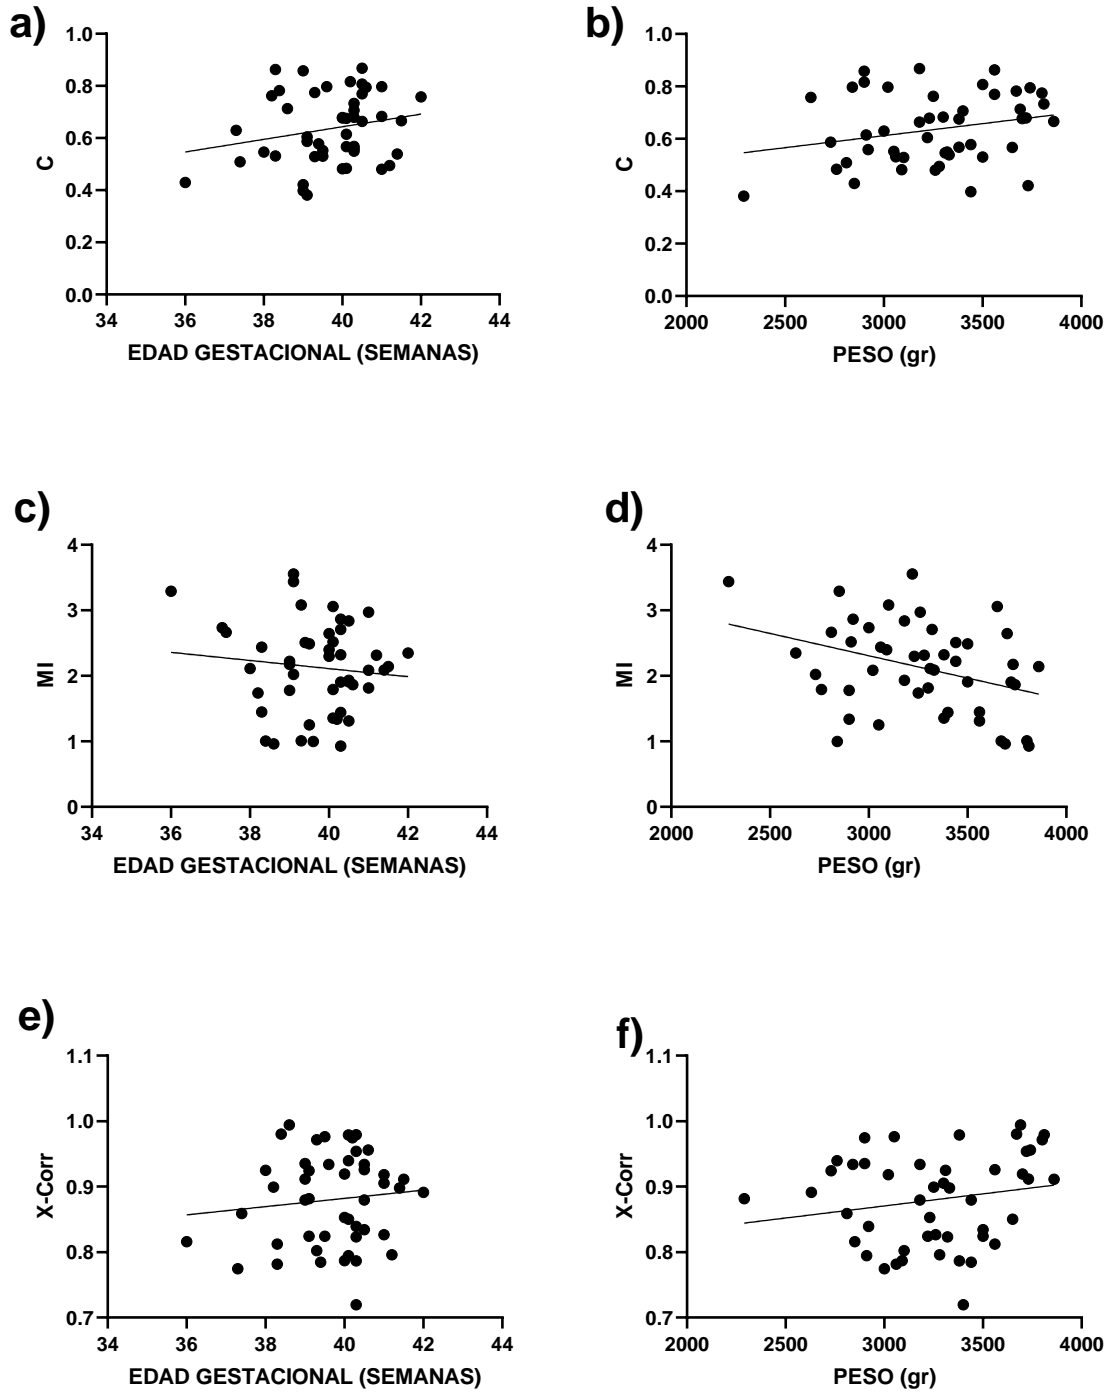 a)
1.0
0.8
0.6
0.4
0.2
0.0
C
34 36 38 40 42 44
EDAD GESTACIONAL (SEMANAS)
b)
1.0
0.8
0.6
0.4
0.2
0.0
C
2000 2500 3000 3500 4000
PESO (gr)
c)
4
3
2
1
0
MI
34 36 38 40 42 44
EDAD GESTACIONAL (SEMANAS)
d)
4
3
2
1
0
MI
2000 2500 3000 3500 4000
PESO (gr)
e)
1.1
1.0
0.9
0.8
0.7
X-Corr
34 36 38 40 42 44
EDAD GESTACIONAL (SEMANAS)
f)
1.1
1.0
0.9
0.8
0.7
X-Corr
2000 2500 3000 3500 4000
PESO (gr)